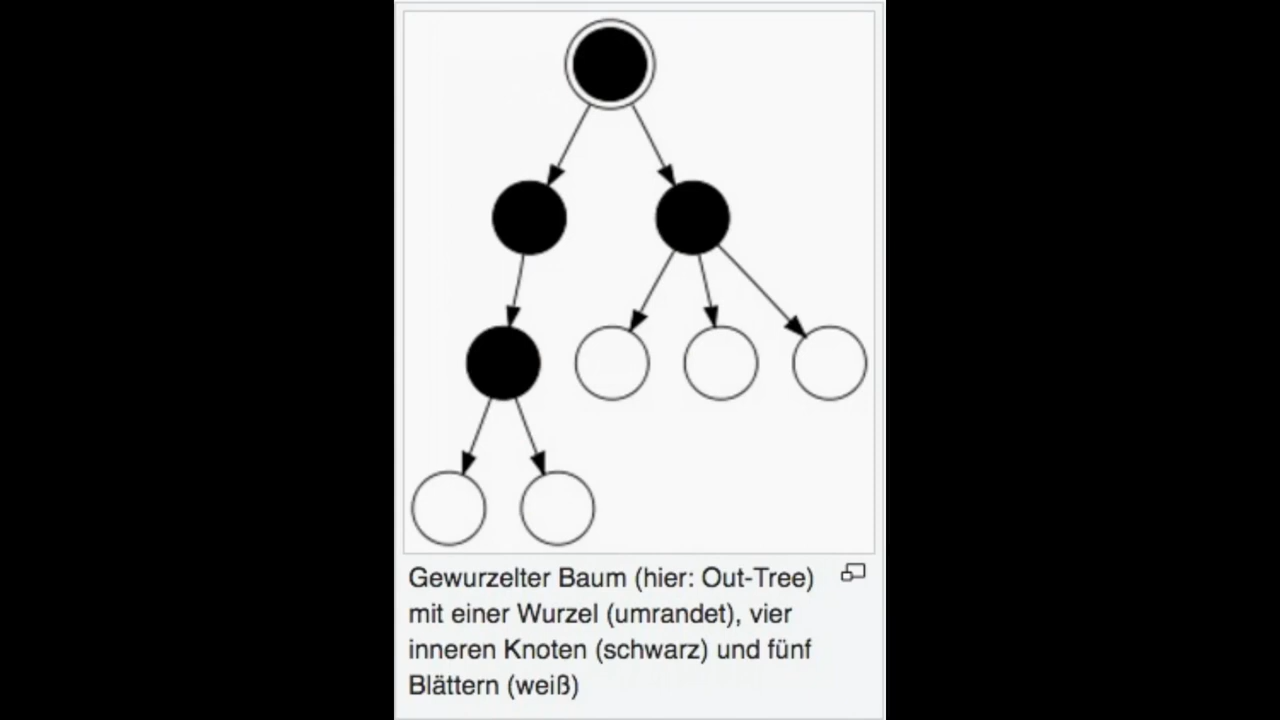 Gewurzelter Baum (hier: Out-Tree)
mit einer Wurzel (umrandet), vier
inneren Knoten (schwarz) und fünf
Blättern (weiß)